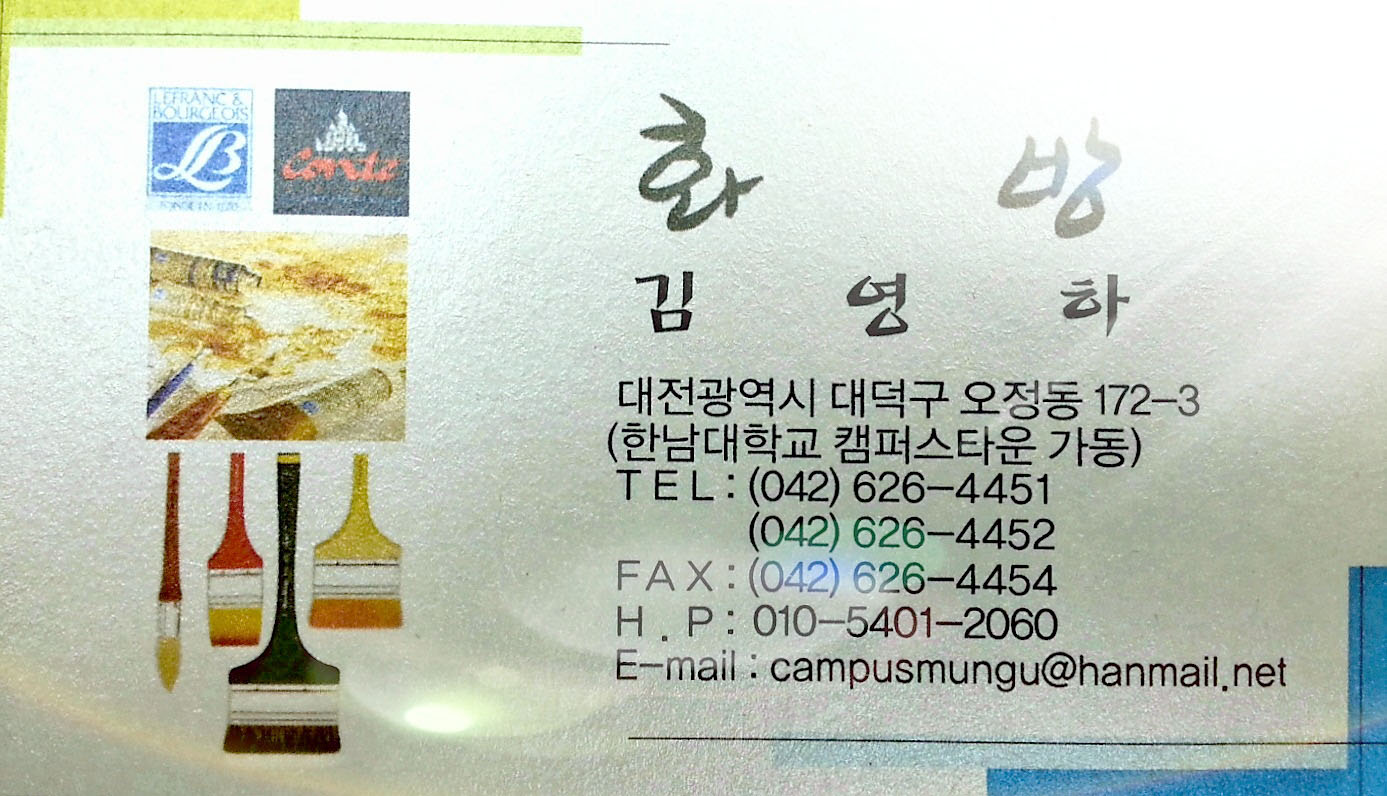 LEFRANC &
BOURGEOIS
LB
Conté
화 방
김 영 하
대전광역시 대덕구 오정동 172-3
(한남대학교 캠퍼스타운 가동)
TEL : (042) 626-4451
(042) 626-4452
FAX : (042) 626-4454
H . P : 010-5401-2060
E-mail : campusmungu@hanmail.net